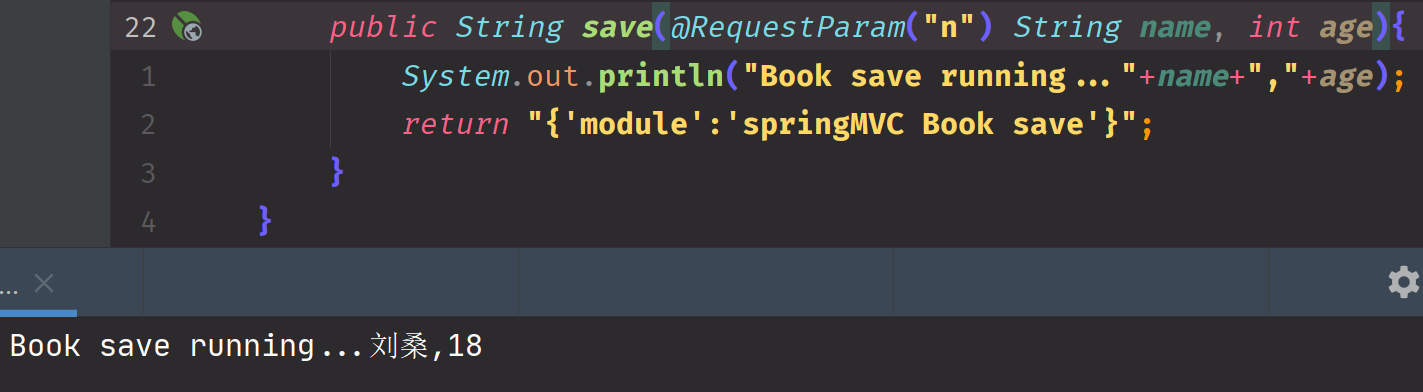 22 public String save(@RequestParam("n") String name, int age){
1 System.out.println("Book save running..."+name+","+age);
2 return "{'module':'springMVC Book save'}";
3 }
4 }
...
Book save running...刘桑,18